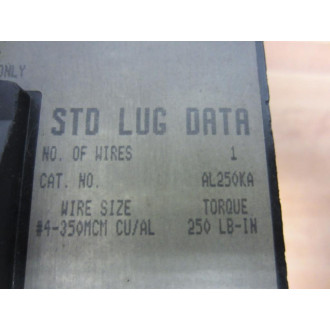 ONLY
STD LUG DATA
NO. OF WIRES 1
CAT. NO. AL250KA
WIRE SIZE TORQUE
#4-350MCM CU/AL 250 LB-IN